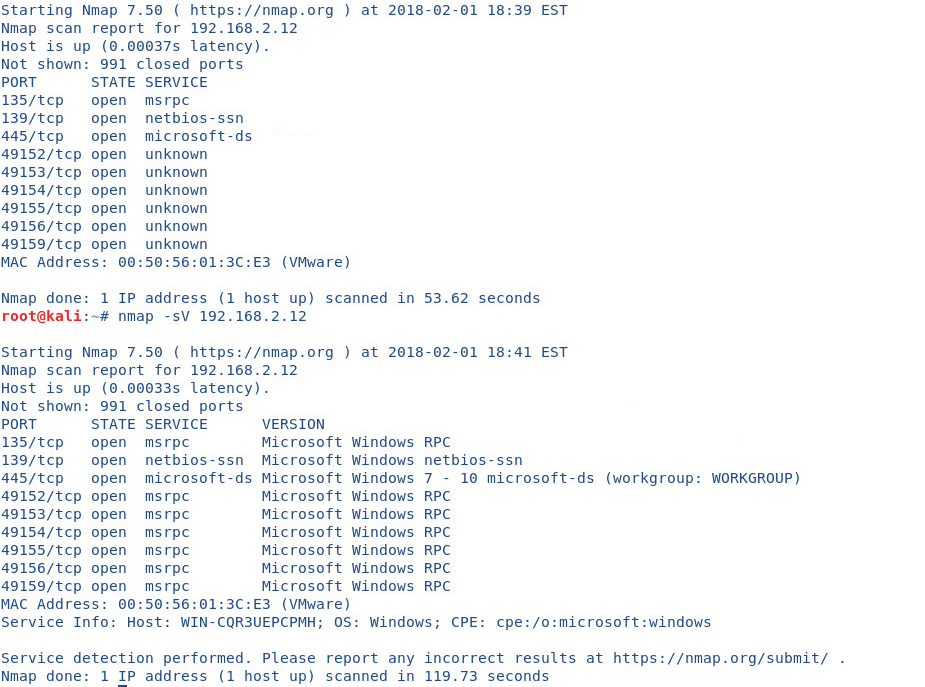 Starting Nmap 7.50 ( https://nmap.org ) at 2018-02-01 18:39 EST
Nmap scan report for 192.168.2.12
Host is up (0.00037s latency).
Not shown: 991 closed ports
PORT      STATE SERVICE
135/tcp   open  msrpc
139/tcp   open  netbios-ssn
445/tcp   open  microsoft-ds
49152/tcp open  unknown
49153/tcp open  unknown
49154/tcp open  unknown
49155/tcp open  unknown
49156/tcp open  unknown
49159/tcp open  unknown
MAC Address: 00:50:56:01:3C:E3 (VMware)

Nmap done: 1 IP address (1 host up) scanned in 53.62 seconds
root@kali:~# nmap -sV 192.168.2.12

Starting Nmap 7.50 ( https://nmap.org ) at 2018-02-01 18:41 EST
Nmap scan report for 192.168.2.12
Host is up (0.00033s latency).
Not shown: 991 closed ports
PORT      STATE SERVICE      VERSION
135/tcp   open  msrpc        Microsoft Windows RPC
139/tcp   open  netbios-ssn  Microsoft Windows netbios-ssn
445/tcp   open  microsoft-ds Microsoft Windows 7 - 10 microsoft-ds (workgroup: WORKGROUP)
49152/tcp open  msrpc        Microsoft Windows RPC
49153/tcp open  msrpc        Microsoft Windows RPC
49154/tcp open  msrpc        Microsoft Windows RPC
49155/tcp open  msrpc        Microsoft Windows RPC
49156/tcp open  msrpc        Microsoft Windows RPC
49159/tcp open  msrpc        Microsoft Windows RPC
MAC Address: 00:50:56:01:3C:E3 (VMware)
Service Info: Host: WIN-CQR3UEPCPMH; OS: Windows; CPE: cpe:/o:microsoft:windows

Service detection performed. Please report any incorrect results at https://nmap.org/submit/ .
Nmap done: 1 IP address (1 host up) scanned in 119.73 seconds